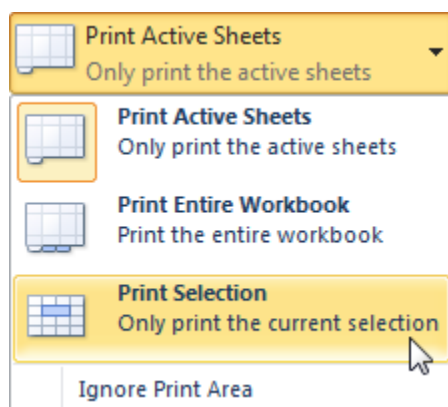 Print Active Sheets
Only print the active sheets
Print Active Sheets
Only print the active sheets
Print Entire Workbook
Print the entire workbook
Print Selection
Only print the current selection
Ignore Print Area